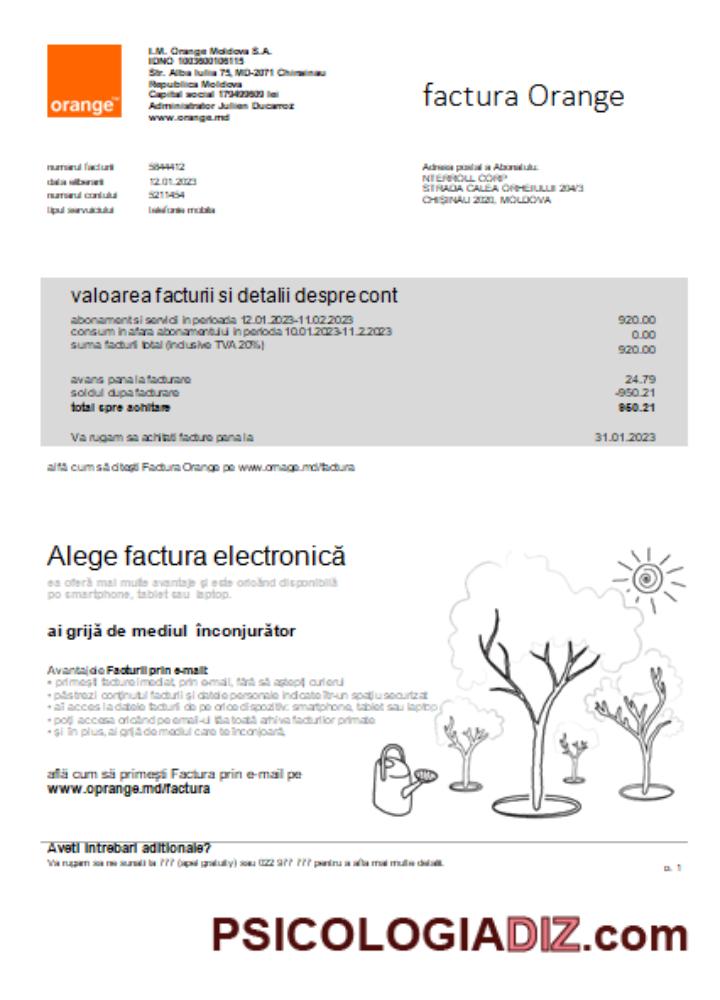 orange™
I.M. Orange Moldova S.A.
IDNO 1003600106115
Str. Alba Iulia 75, MD-2071 Chirsinau
Republica Moldova
Capital social 179499609 lei
Administrator Julien Ducarroz
www.orange.md
factura Orange
numarul facturii 5844412
data eliberarii 12.01.2023
numarul contului 5211454
tipul serviciului telefonie mobila
Adresa postal a Abonatului:
NTERROLL CORP
STRADA CALEA ORHEIULUI 204/3
CHIȘINAU 2020, MOLDOVA
valoarea facturii si detalii despre cont
abonament si servicii in perioada 12.01.2023-11.02.2023 920.00
consum in afara abonamentului in perioda 10.01.2023-11.2.2023 0.00
suma facturii total (inclusive TVA 20%) 920.00
avans pana la facturare 24.79
soldul dupa facturare -950.21
total spre achitare 950.21
Va rugam sa achitati facture pana la 31.01.2023
află cum să citești Factura Orange pe www.ornage.md/factura
Alege factura electronică
ea oferă mai multe avantaje și este oricând disponibilă
pe smartphone, tablet sau laptop.
ai grijă de mediul înconjurător
Avantajele Facturii prin e-mail:
• primești facture imediat, prin e-mail, fără să aștepți curierul
• păstrezi conținutul facturii și datele personale indicate într-un spațiu securizat
• ai acces la datele facturii de pe orice dispozitiv: smartphone, tablet sau laptop
• poți accesa oricând pe email-ul tău toată arhiva facturilor primate
• și în plus, ai grijă de mediul care te înconjoară,
află cum să primești Factura prin e-mail pe
www.oprange.md/factura
Aveti intrebari aditionale?
Va rugam sa ne sunati la 777 (apel gratuity) sau 022 977 777 pentru a afla mai multe detalii.
p. 1
PSICOLOGIADIZ.com